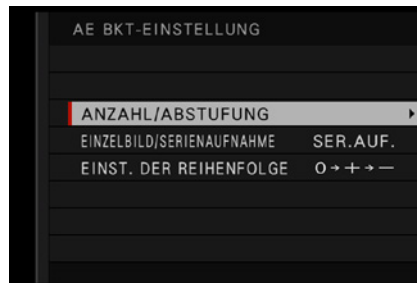 AE BKT-EINSTELLUNG
ANZAHL/ABSTUFUNG
EINZELBILD/SERIENAUFNAHME SER.AUF.
EINST. DER REIHENFOLGE 0→+→−